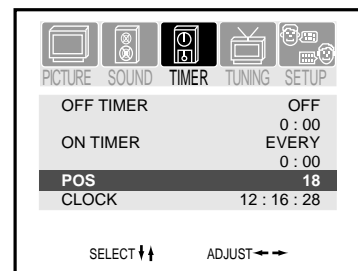 PICTURE SOUND TIMER TUNING SETUP
OFF TIMER OFF
0 : 00
ON TIMER EVERY
0 : 00
POS 18
CLOCK 12 : 16 : 28
SELECT ADJUST